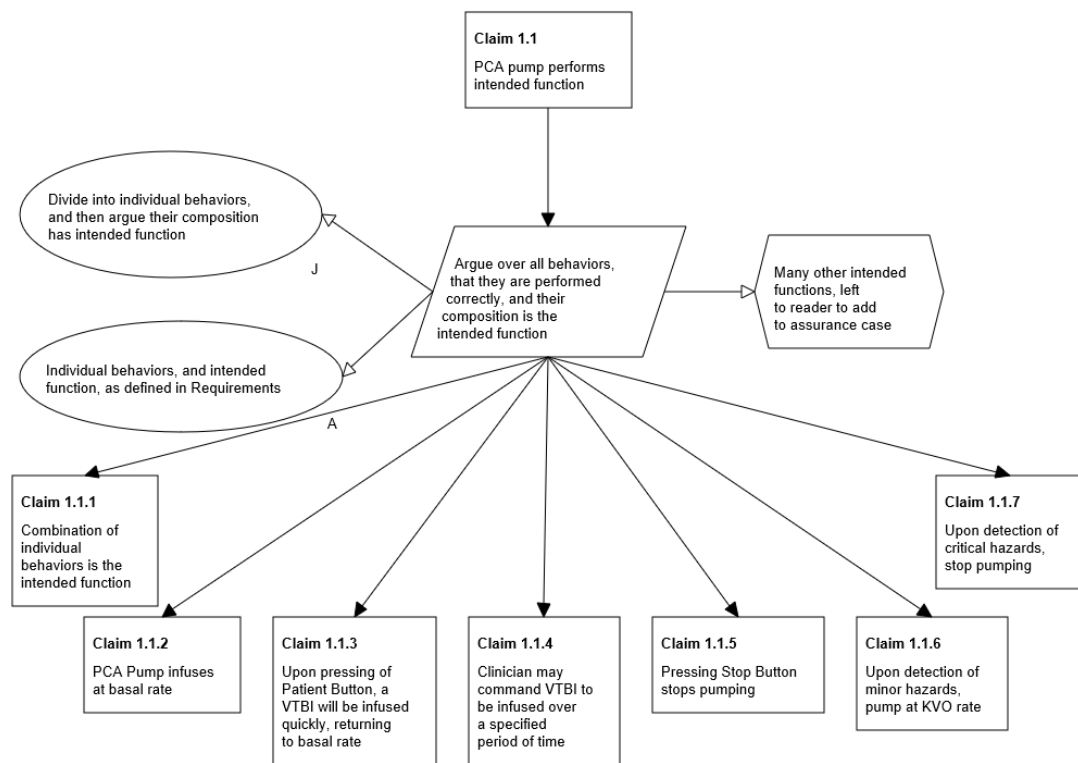 Claim 1.1
PCA pump performs
intended function
Divide into individual behaviors,
and then argue their composition
has intended function
J
Argue over all behaviors,
that they are performed
correctly, and their
composition is the
intended function
Many other intended
functions, left
to reader to add
to assurance case
Individual behaviors, and intended
function, as defined in Requirements
A
Claim 1.1.1
Combination of
individual
behaviors is the
intended function
Claim 1.1.7
Upon detection of
critical hazards,
stop pumping
Claim 1.1.2
PCA Pump infuses
at basal rate
Claim 1.1.3
Upon pressing of
Patient Button, a
VTBI will be infused
quickly, returning
to basal rate
Claim 1.1.4
Clinician may
command VTBI to
be infused over
a specified
period of time
Claim 1.1.5
Pressing Stop Button
stops pumping
Claim 1.1.6
Upon detection of
minor hazards,
pump at KVO rate